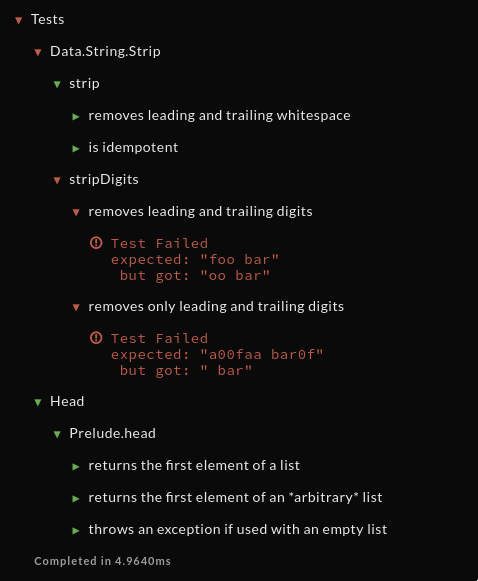 Tests
Data.String.Strip
strip
removes leading and trailing whitespace
is idempotent
stripDigits
removes leading and trailing digits
Test Failed
expected: "foo bar"
but got: "oo bar"
removes only leading and trailing digits
Test Failed
expected: "a00faa bar0f"
but got: " bar"
Head
Prelude.head
returns the first element of a list
returns the first element of an *arbitrary* list
throws an exception if used with an empty list
Completed in 4.9640ms